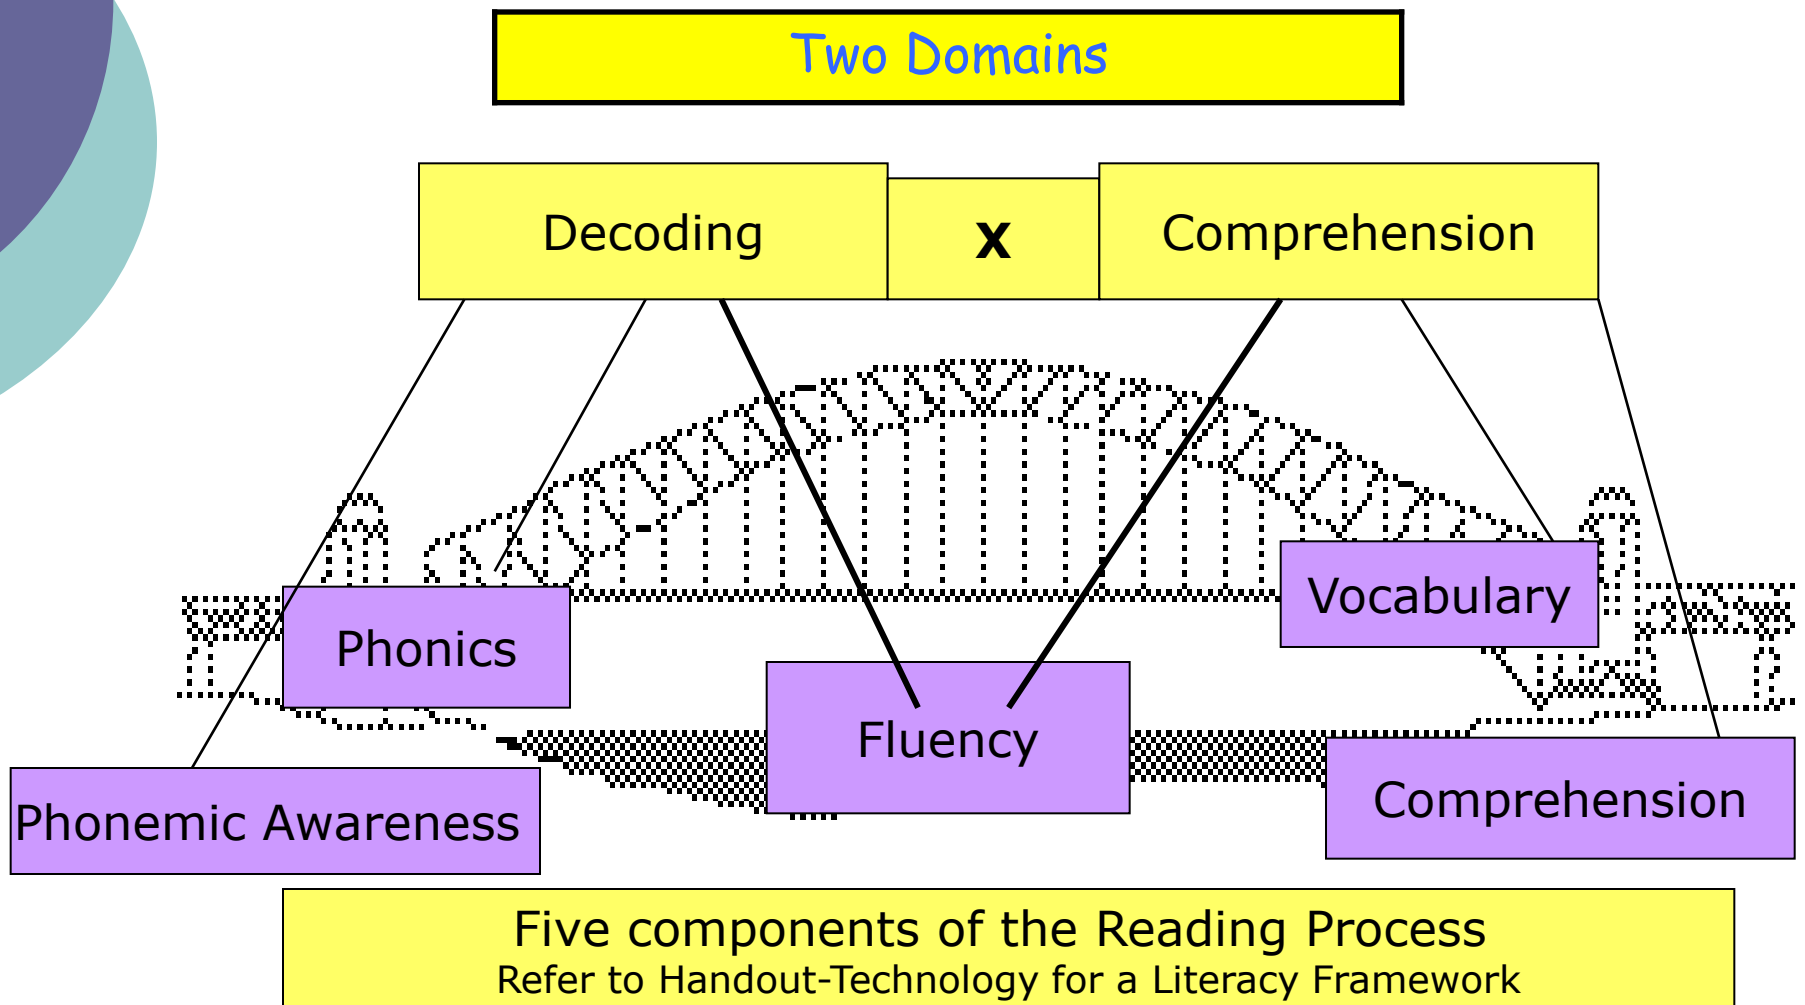 Two Domains
Decoding
x
Comprehension
Phonics
Vocabulary
Fluency
Phonemic Awareness
Comprehension
Five components of the Reading Process
Refer to Handout-Technology for a Literacy Framework